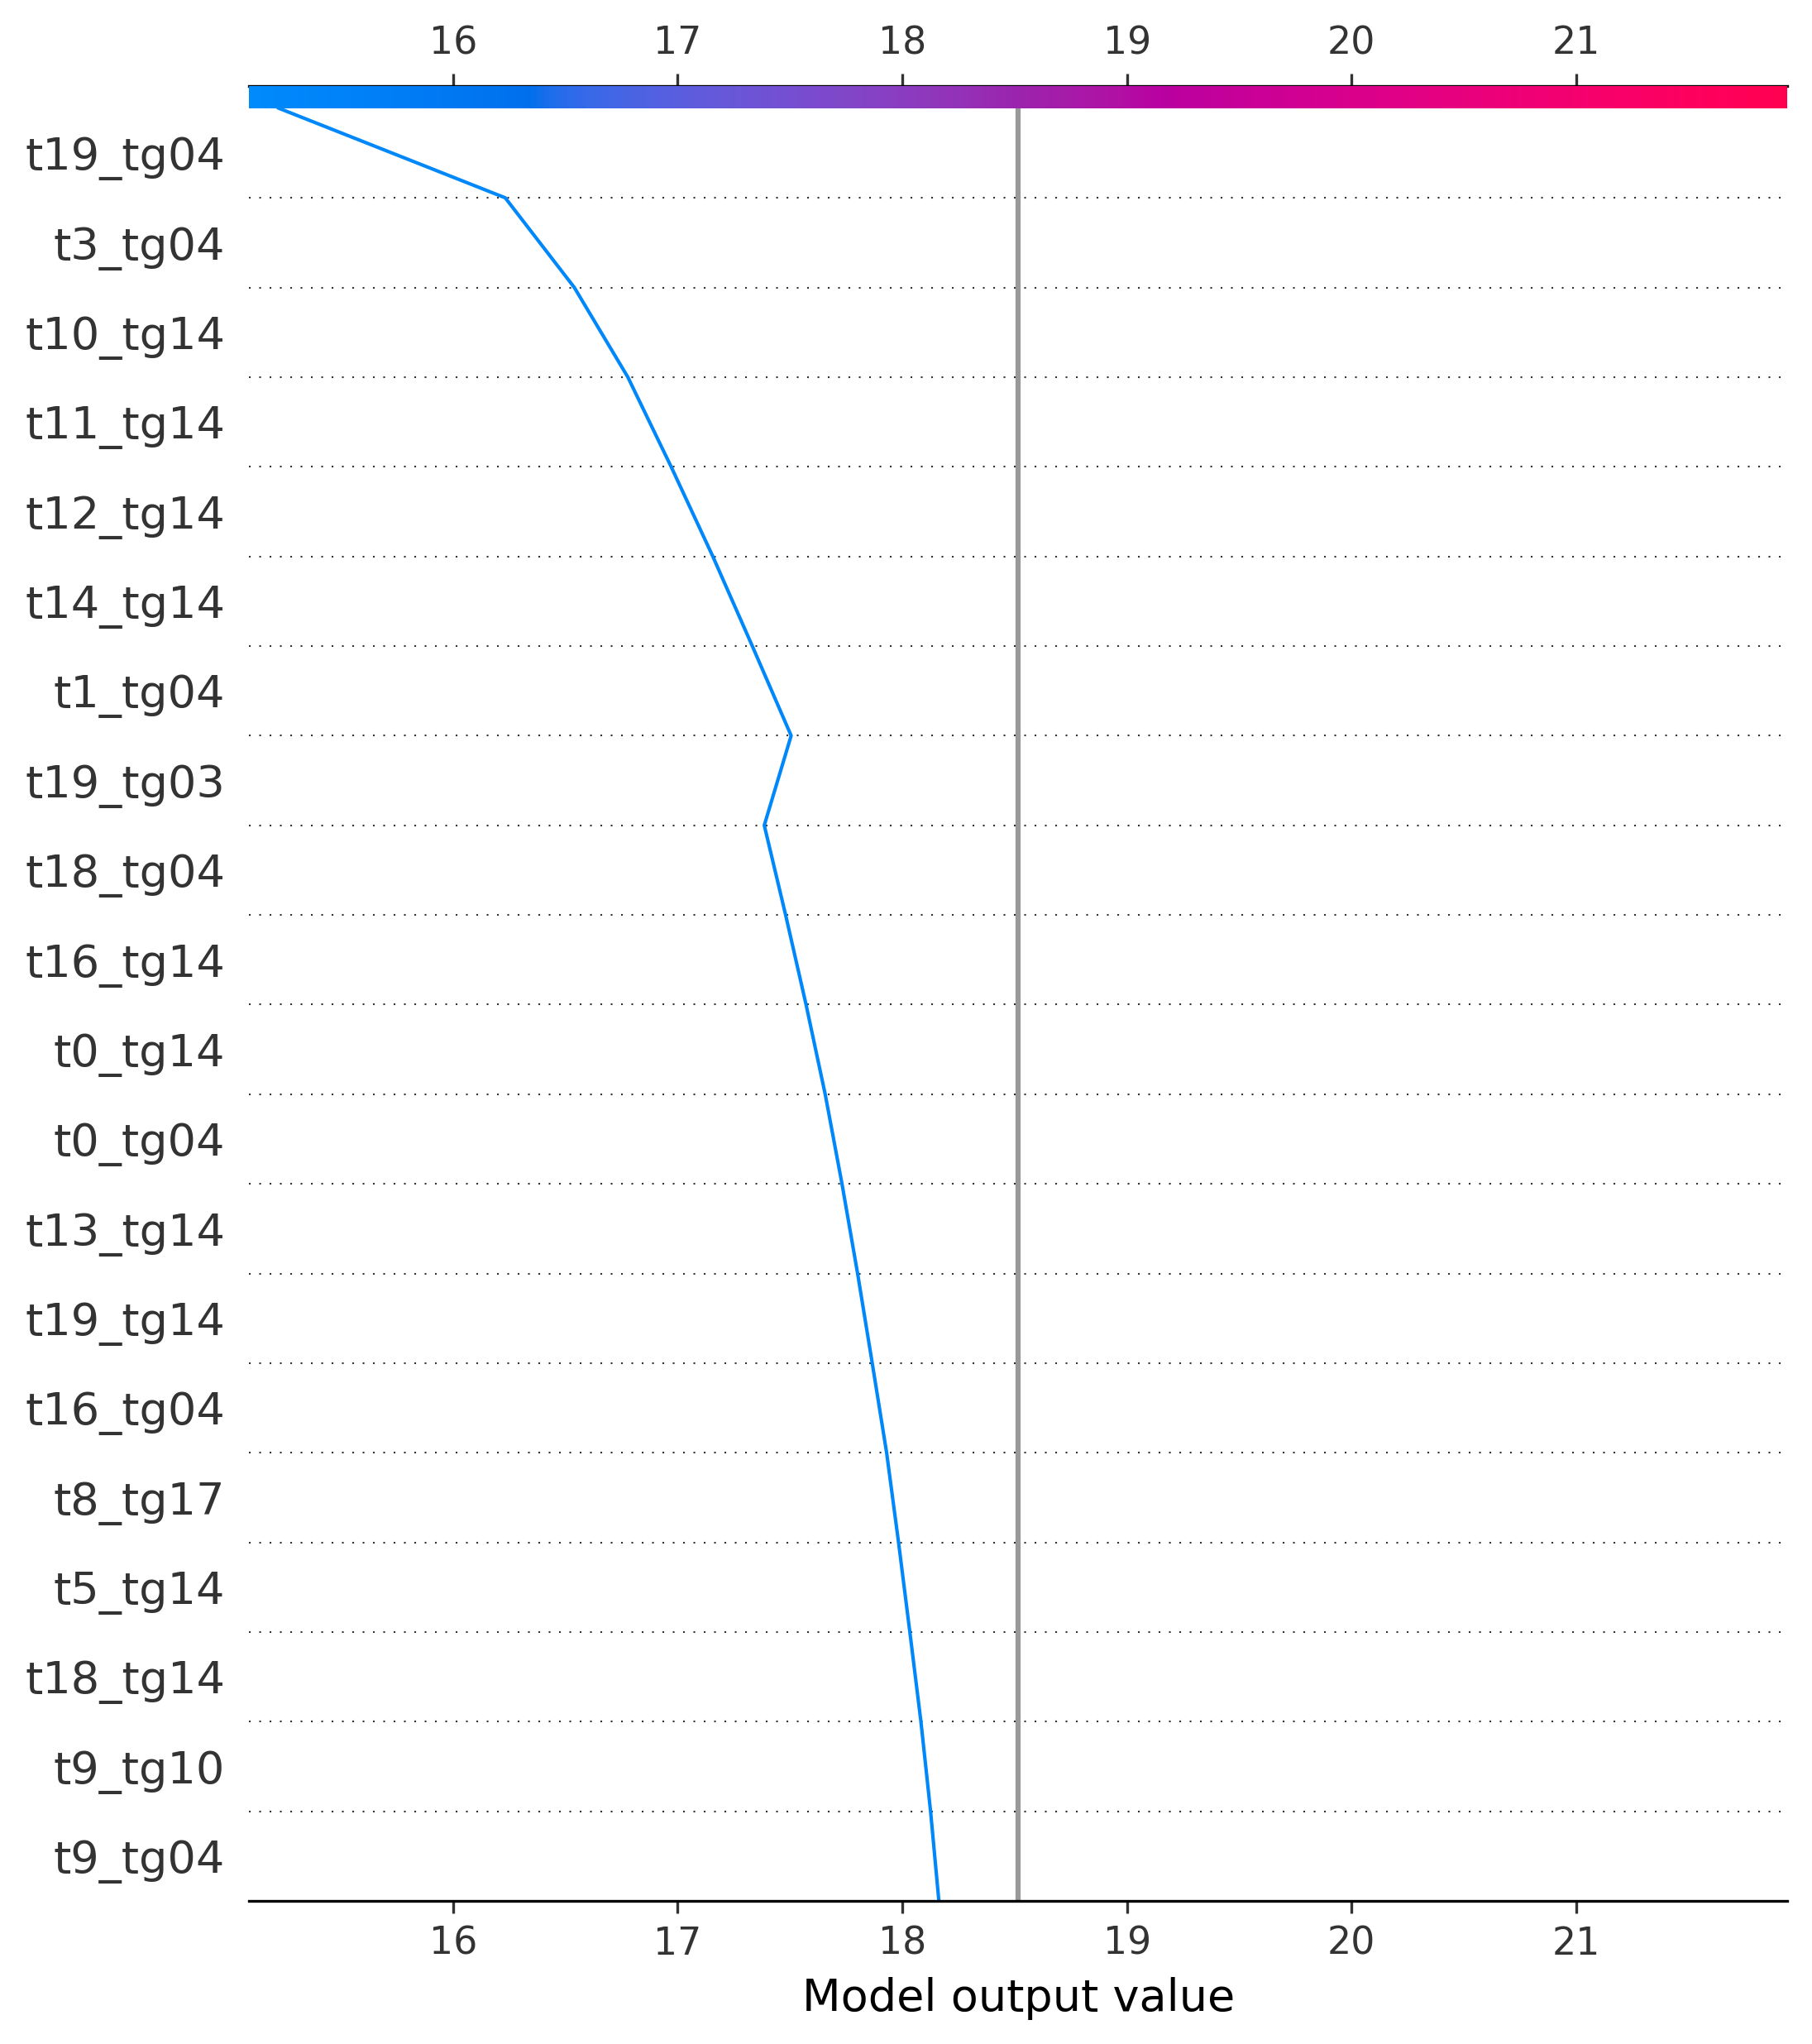 16 17 18 19 20 21
t19_tg04
t3_tg04
t10_tg14
t11_tg14
t12_tg14
t14_tg14
t1_tg04
t19_tg03
t18_tg04
t16_tg14
t0_tg14
t0_tg04
t13_tg14
t19_tg14
t16_tg04
t8_tg17
t5_tg14
t18_tg14
t9_tg10
t9_tg04
16 17 18 19 20 21
Model output value